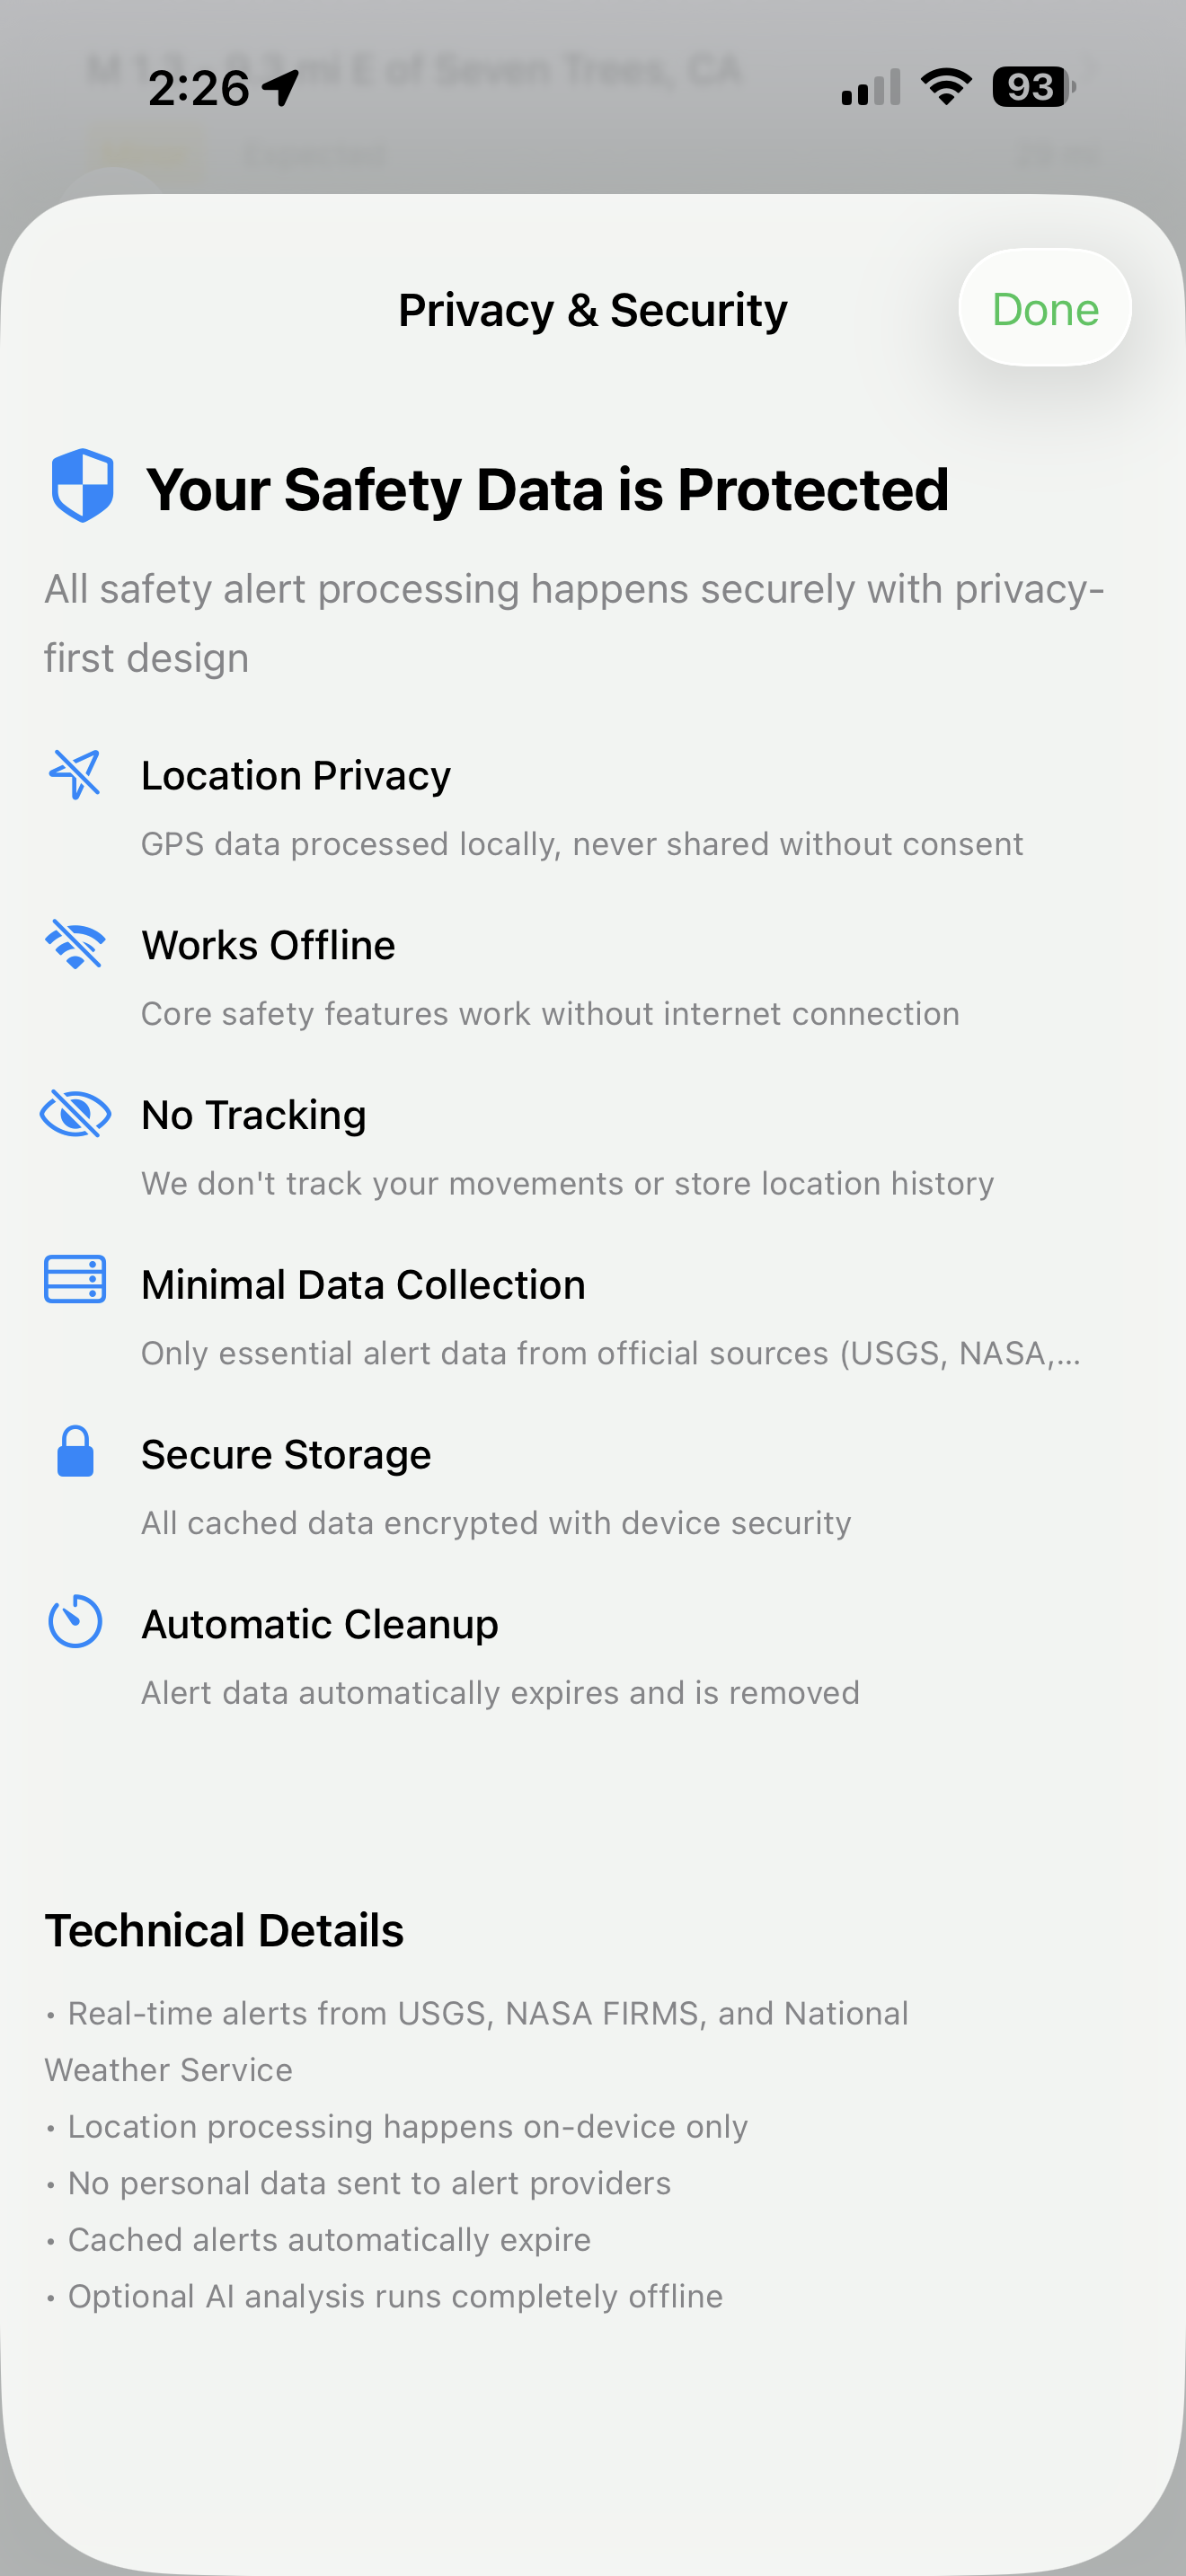 M 1.3 - 9.3 mi E of Seven Trees, CA
2:26
93
Expected
Privacy & Security
Done
Your Safety Data is Protected
All safety alert processing happens securely with privacy-
first design
Location Privacy
GPS data processed locally, never shared without consent
Works Offline
Core safety features work without internet connection
No Tracking
We don't track your movements or store location history
Minimal Data Collection
Only essential alert data from official sources (USGS, NASA,...
Secure Storage
All cached data encrypted with device security
Automatic Cleanup
Alert data automatically expires and is removed
Technical Details
• Real-time alerts from USGS, NASA FIRMS, and National
Weather Service
• Location processing happens on-device only
• No personal data sent to alert providers
• Cached alerts automatically expire
• Optional AI analysis runs completely offline